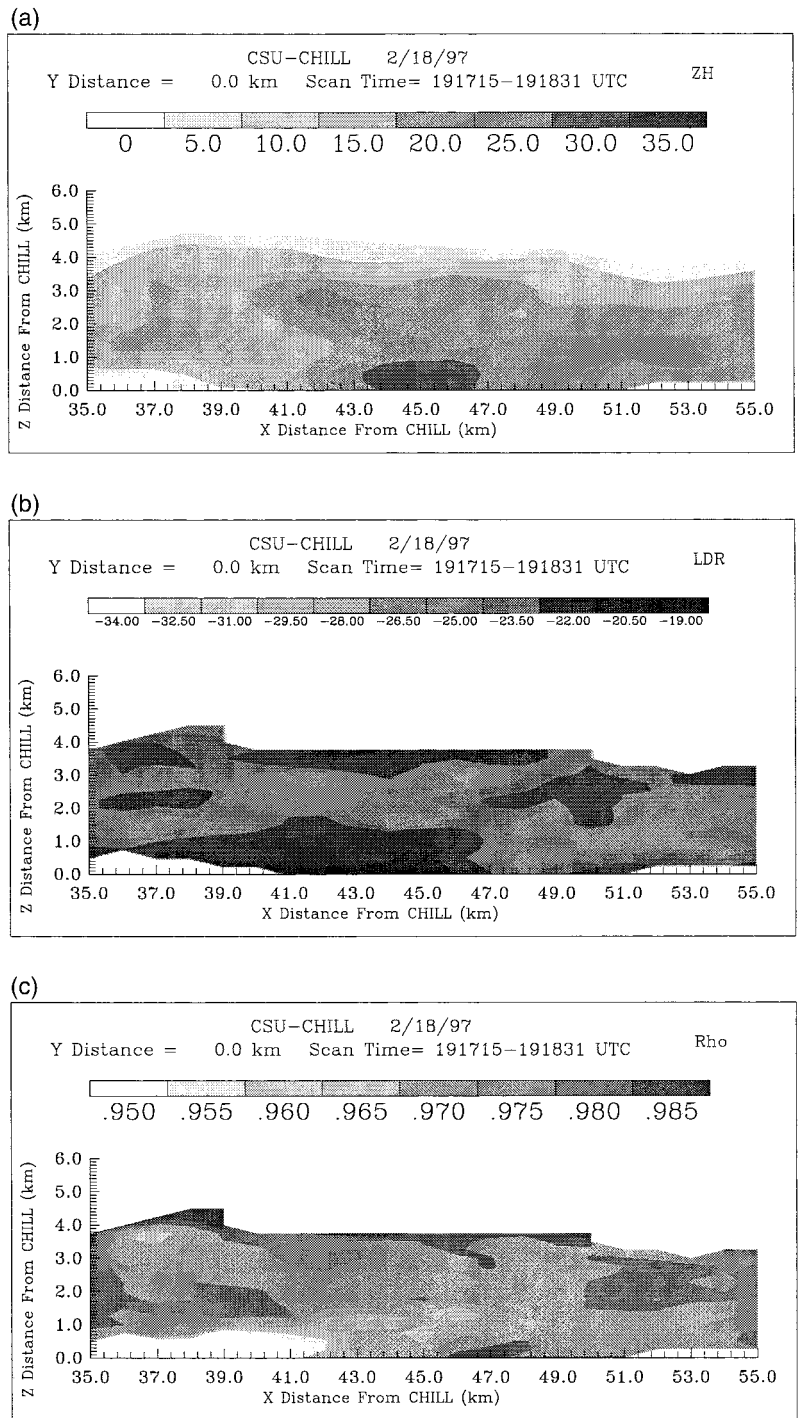 (a)
CSU-CHILL 2/18/97
Y Distance = 0.0 km Scan Time= 191715-191831 UTC ZH
0 5.0 10.0 15.0 20.0 25.0 30.0 35.0
Z Distance From CHILL (km)
6.0
5.0
4.0
3.0
2.0
1.0
0.0
35.0 37.0 39.0 41.0 43.0 45.0 47.0 49.0 51.0 53.0 55.0
X Distance From CHILL (km)
(b)
CSU-CHILL 2/18/97
Y Distance = 0.0 km Scan Time= 191715-191831 UTC LDR
-34.00 -32.50 -31.00 -29.50 -28.00 -26.50 -25.00 -23.50 -22.00 -20.50 -19.00
Z Distance From CHILL (km)
6.0
5.0
4.0
3.0
2.0
1.0
0.0
35.0 37.0 39.0 41.0 43.0 45.0 47.0 49.0 51.0 53.0 55.0
X Distance From CHILL (km)
(c)
CSU-CHILL 2/18/97
Y Distance = 0.0 km Scan Time= 191715-191831 UTC Rho
.950 .955 .960 .965 .970 .975 .980 .985
Z Distance From CHILL (km)
6.0
5.0
4.0
3.0
2.0
1.0
0.0
35.0 37.0 39.0 41.0 43.0 45.0 47.0 49.0 51.0 53.0 55.0
X Distance From CHILL (km)